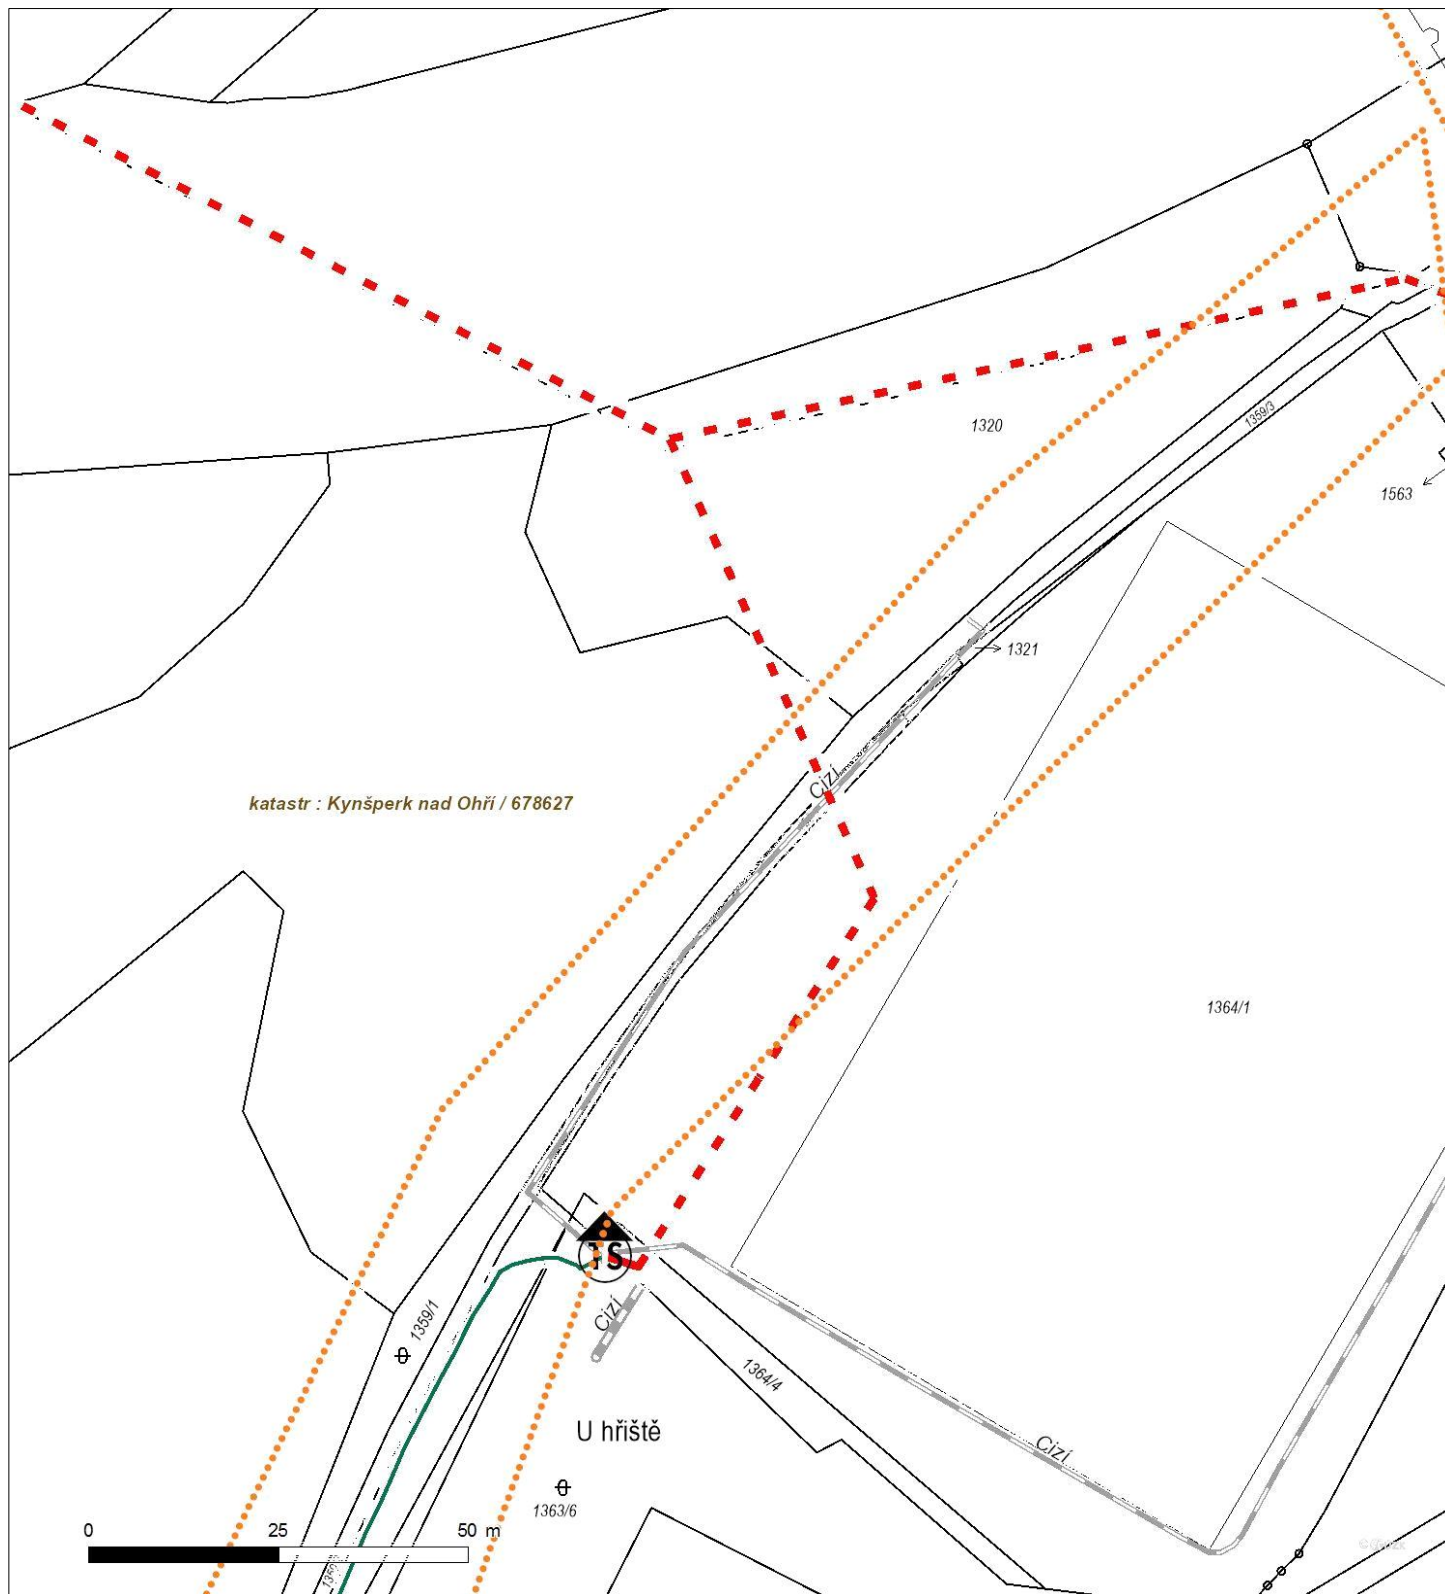 1320
1359/3
1563
1321
Cizí
katastr : Kynšperk nad Ohří / 678627
1364/1
TS
1359/1
Cizí
1364/4
U hřiště
Cizí
1363/6
0 25 50 m